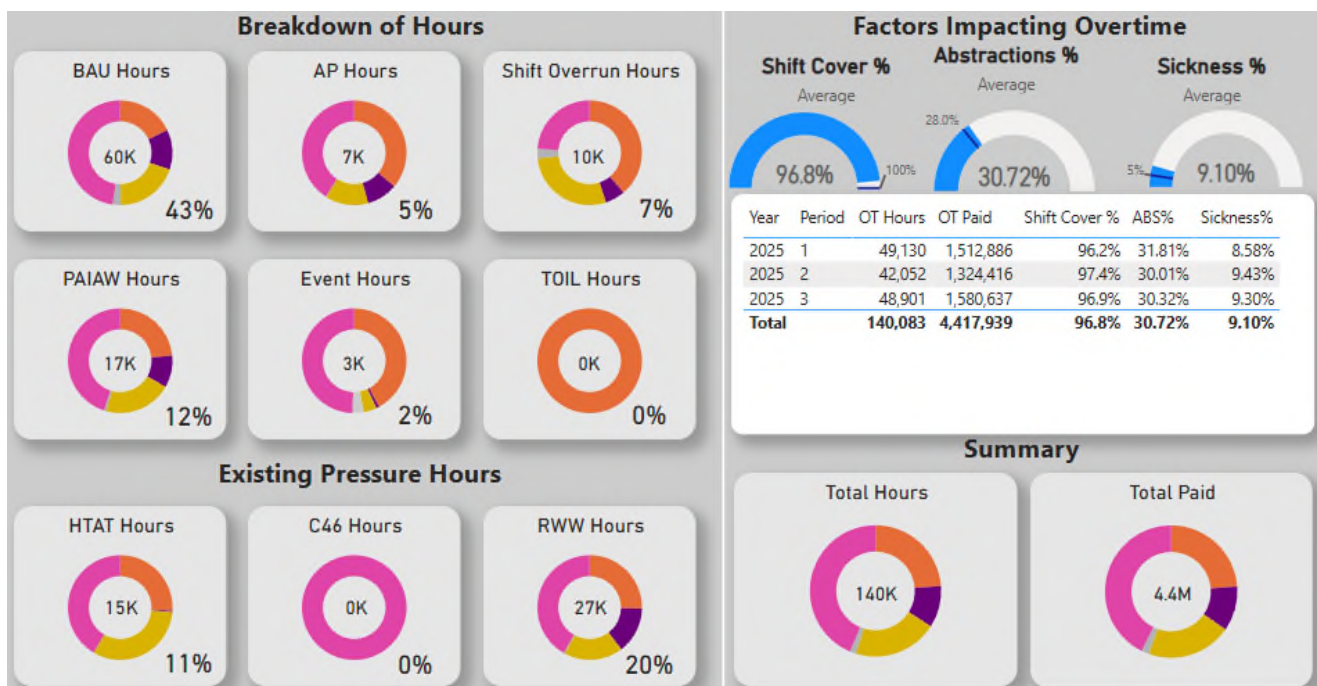 Breakdown of Hours
BAU Hours
60K
43%
AP Hours
7K
5%
Shift Overrun Hours
10K
7%
PAIAW Hours
17K
12%
Event Hours
3K
2%
TOIL Hours
0K
0%
Existing Pressure Hours
HTAT Hours
15K
11%
C46 Hours
0K
0%
RWW Hours
27K
20%
Factors Impacting Overtime
Shift Cover %
Average
96.8%
100%
Abstractions %
Average
28.0%
30.72%
Sickness %
Average
5%
9.10%
Year Period OT Hours OT Paid Shift Cover % ABS% Sickness%
2025 1 49,130 1,512,886 96.2% 31.81% 8.58%
2025 2 42,052 1,324,416 97.4% 30.01% 9.43%
2025 3 48,901 1,580,637 96.9% 30.32% 9.30%
Total 140,083 4,417,939 96.8% 30.72% 9.10%
Summary
Total Hours
140K
Total Paid
4.4M